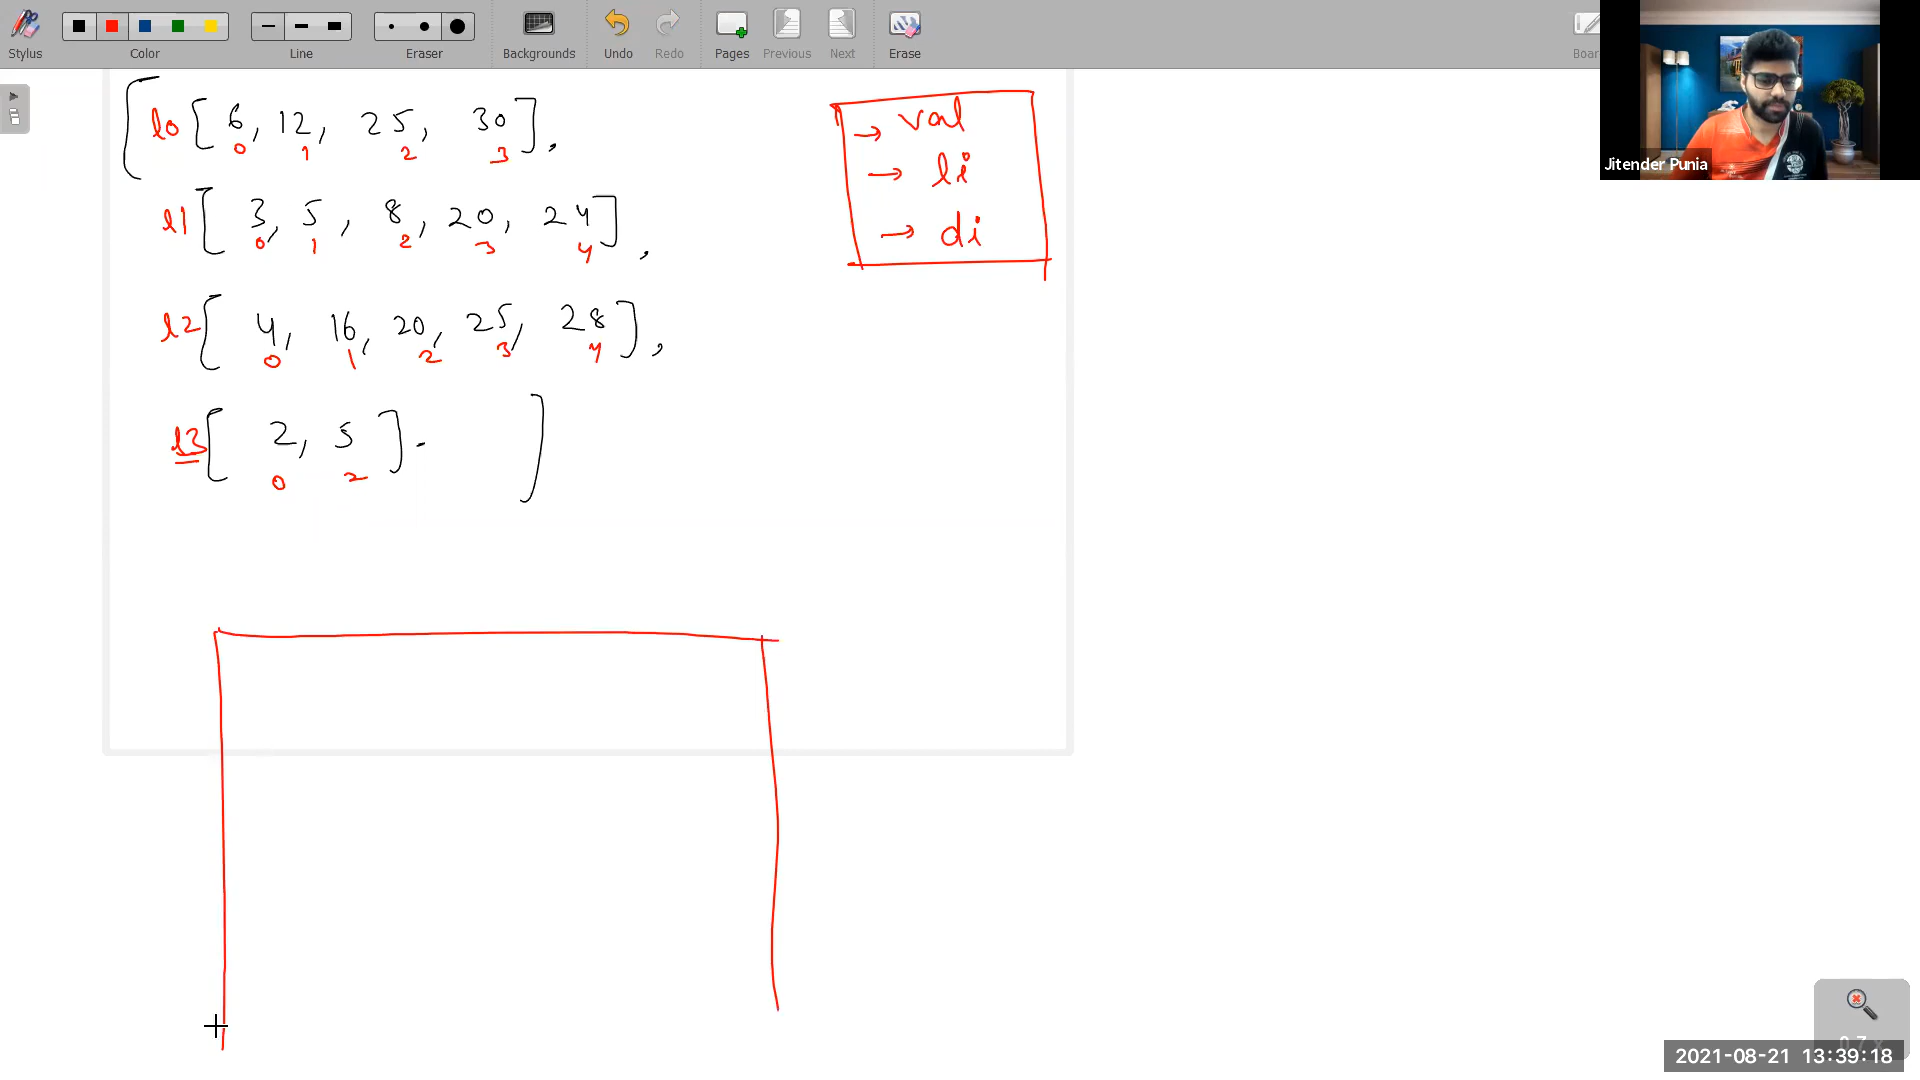 Stylus Color Line Eraser Backgrounds Undo Redo Pages Previous Next Erase
Jitender Punia
l0 [ 6, 12, 25, 30 ],
0 1 2 3
l1 [ 3, 5, 8, 20, 24 ],
0 1 2 3 4
l2 [ 4, 16, 20, 25, 28 ],
0 1 2 3 4
l3 [ 2, 5 ].
0 2
→ val
→ li
→ di
2021-08-21 13:39:18